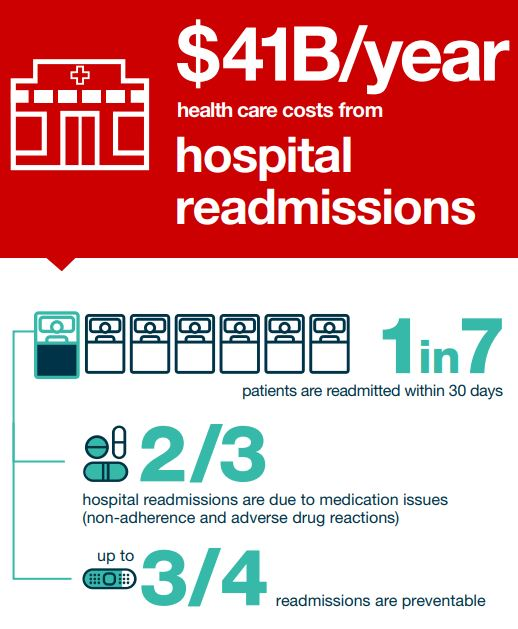 $41B/year
health care costs from
hospital
readmissions
1in7
patients are readmitted within 30 days
2/3
hospital readmissions are due to medication issues
(non-adherence and adverse drug reactions)
up to
3/4 readmissions are preventable